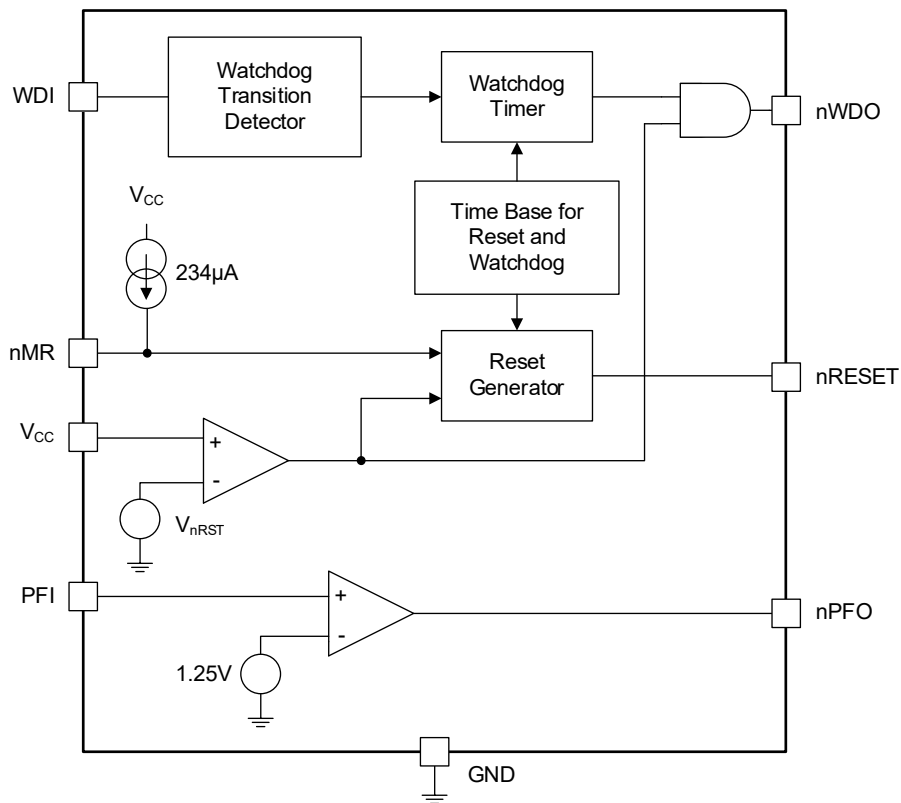 WDI
Watchdog
Transition
Detector
Watchdog
Timer
nWDO
VCC
234µA
Time Base for
Reset and
Watchdog
nMR
Reset
Generator
nRESET
VCC
+
-
VnRST
PFI
+
-
nPFO
1.25V
GND